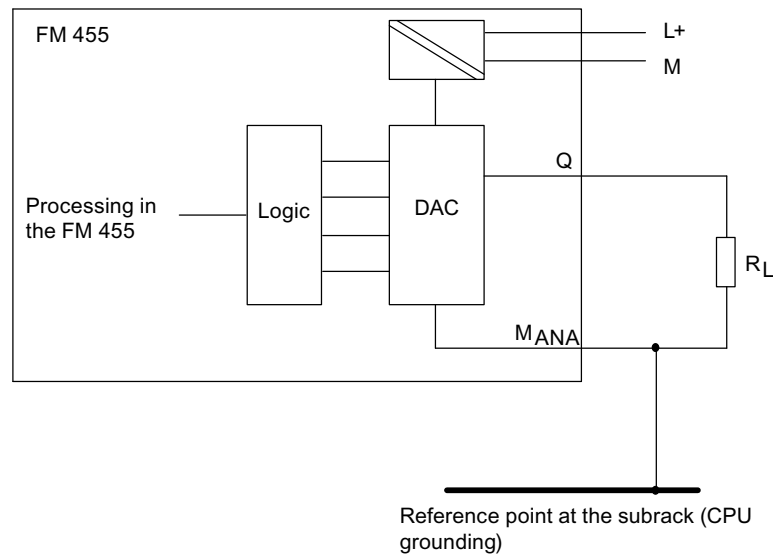 FM 455
L+
M
Q
Processing in
the FM 455
Logic
DAC
RL
MANA
Reference point at the subrack (CPU
grounding)